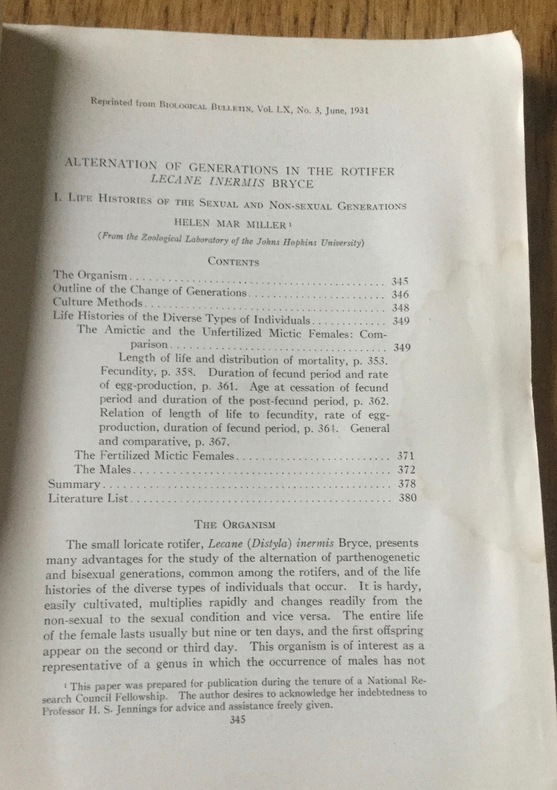 Reprinted from BIOLOGICAL BULLETIN, Vol. LX, No. 3, June, 1931
ALTERNATION OF GENERATIONS IN THE ROTIFER
LECANE INERMIS BRYCE
I. LIFE HISTORIES OF THE SEXUAL AND NON-SEXUAL GENERATIONS
HELEN MAR MILLER¹
(From the Zoological Laboratory of the Johns Hopkins University)
CONTENTS
The Organism........................................ 345
Outline of the Change of Generations........................ 346
Culture Methods........................................ 348
Life Histories of the Diverse Types of Individuals............ 349
The Amictic and the Unfertilized Mictic Females: Com-
parison........................................ 349
Length of life and distribution of mortality, p. 353.
Fecundity, p. 358. Duration of fecund period and rate
of egg-production, p. 361. Age at cessation of fecund
period and duration of the post-fecund period, p. 362.
Relation of length of life to fecundity, rate of egg-
production, duration of fecund period, p. 364. General
and comparative, p. 367.
The Fertilized Mictic Females........................ 371
The Males........................................ 372
Summary........................................ 378
Literature List........................................ 380
THE ORGANISM
The small loricate rotifer, Lecane (Distyla) inermis Bryce, presents
many advantages for the study of the alternation of parthenogenetic
and bisexual generations, common among the rotifers, and of the life
histories of the diverse types of individuals that occur. It is hardy,
easily cultivated, multiplies rapidly and changes readily from the
non-sexual to the sexual condition and vice versa. The entire life
of the female lasts usually but nine or ten days, and the first offspring
appear on the second or third day. This organism is of interest as a
representative of a genus in which the occurrence of males has not
¹ This paper was prepared for publication during the tenure of a National Re-
search Council Fellowship. The author desires to acknowledge her indebtedness to
Professor H. S. Jennings for advice and assistance freely given.
345